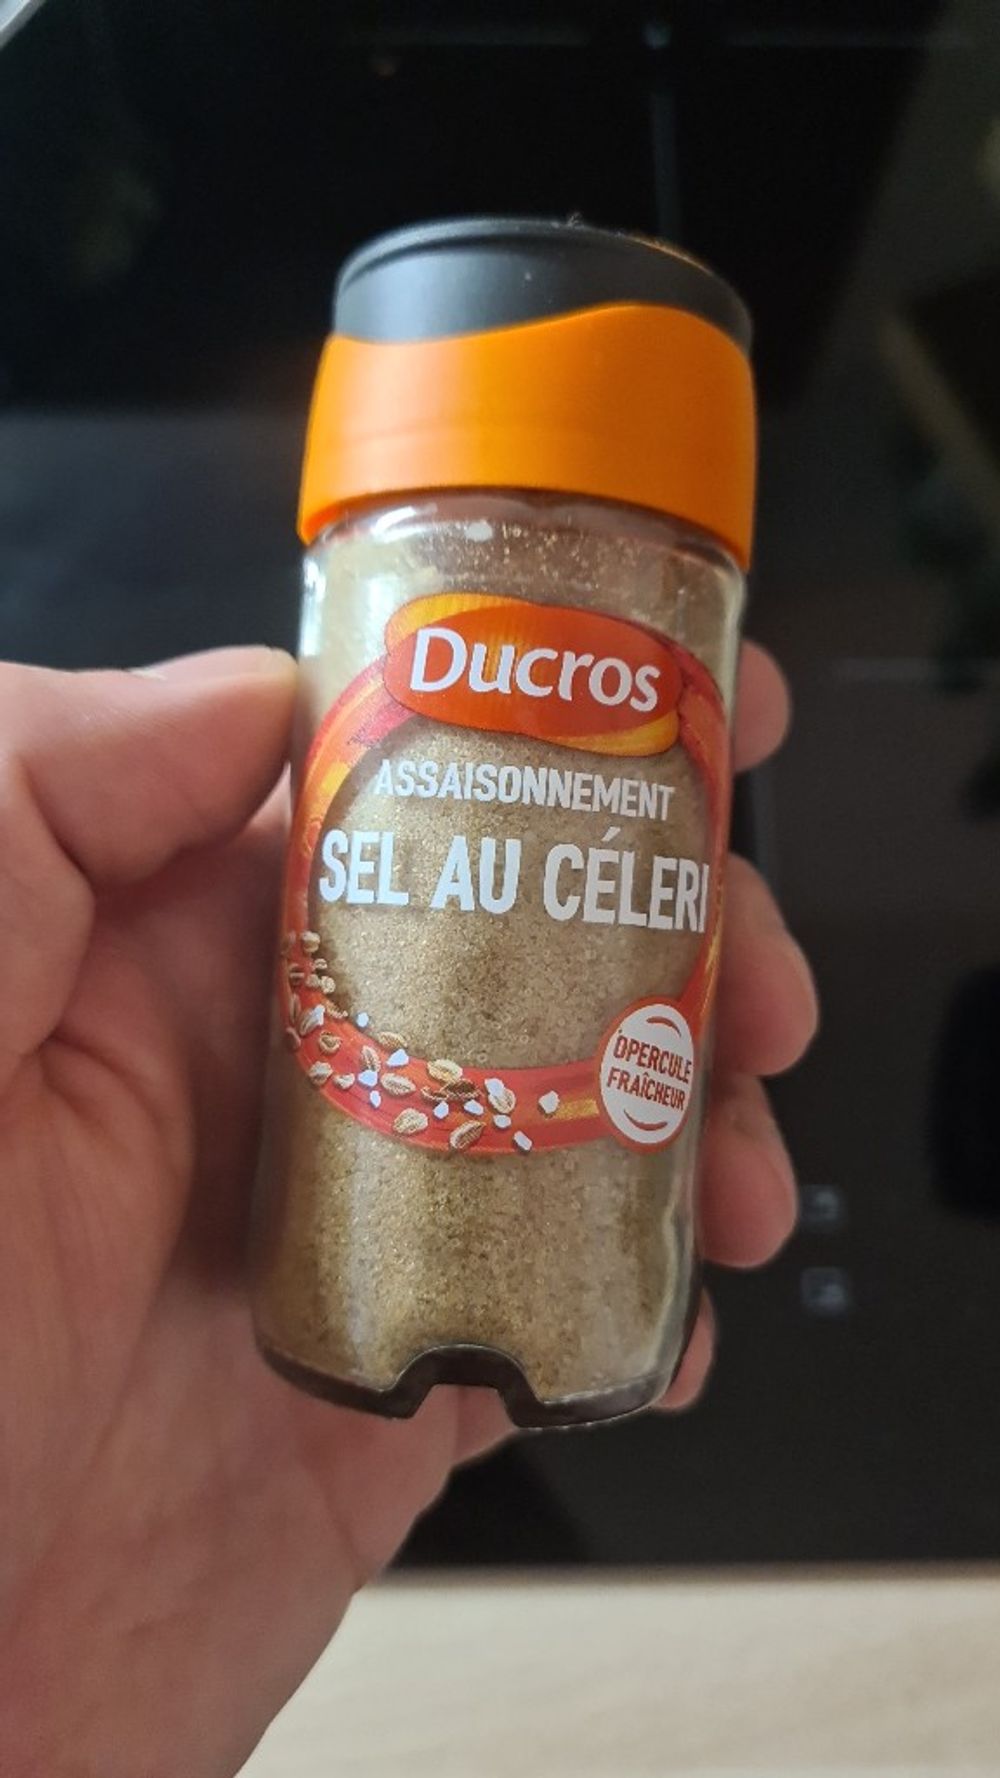 Ducros
ASSAISONNEMENT
SEL AU CÉLERI
OPERCULE
FRAÎCHEUR